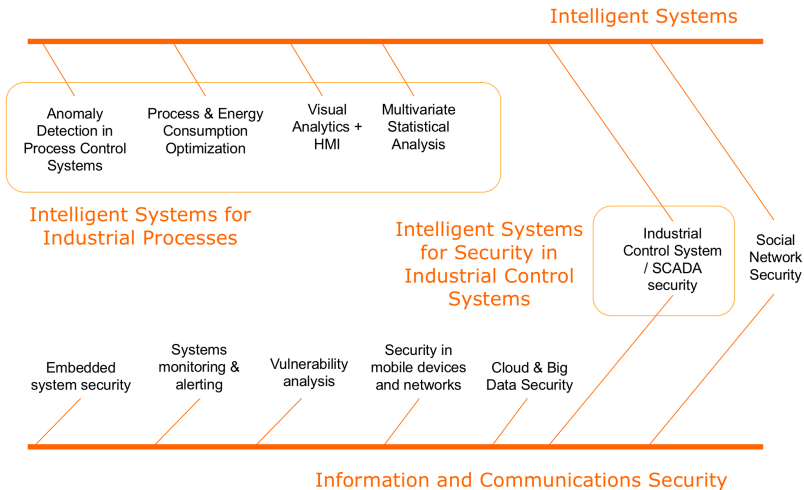 Intelligent Systems
Anomaly
Detection in
Process Control
Systems
Process & Energy
Consumption
Optimization
Visual
Analytics +
HMI
Multivariate
Statistical
Analysis
Intelligent Systems for
Industrial Processes
Intelligent Systems
for Security in
Industrial Control
Systems
Industrial
Control System
/ SCADA
security
Social
Network
Security
Embedded
system security
Systems
monitoring &
alerting
Vulnerability
analysis
Security in
mobile devices
and networks
Cloud & Big
Data Security
Information and Communications Security